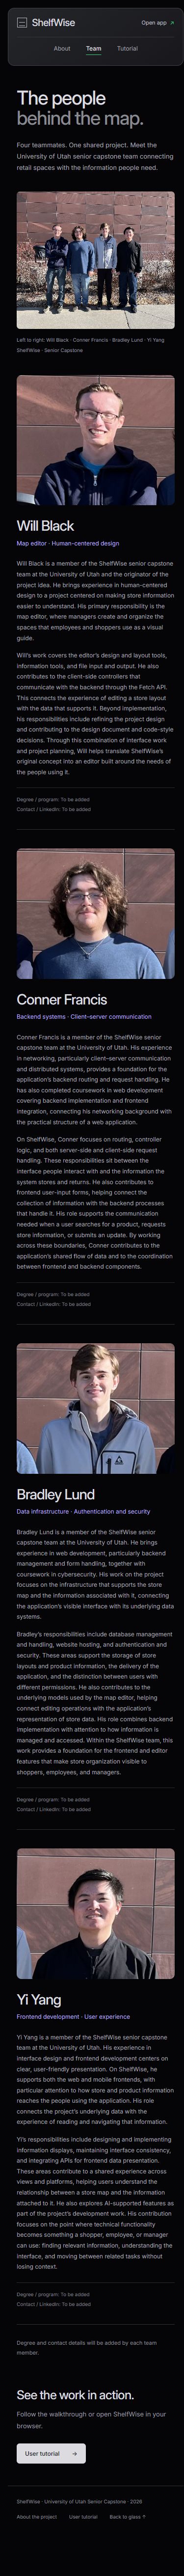 ShelfWise
Open app ↗
About Team Tutorial
The people
behind the map.
Four teammates. One shared project. Meet the
University of Utah senior capstone team connecting
retail spaces with the information people need.
Left to right: Will Black · Conner Francis · Bradley Lund · Yi Yang
ShelfWise · Senior Capstone
Will Black
Map editor · Human-centered design
Will Black is a member of the ShelfWise senior capstone
team at the University of Utah and the originator of the
project idea. He brings experience in human-centered
design to a project centered on making store information
easier to understand. His primary responsibility is the
map editor, where managers create and organize the
spaces that employees and shoppers use as a visual
guide.
Will's work covers the editor's design and layout tools,
information tools, and file input and output. He also
contributes to the client-side controllers that
communicate with the backend through the Fetch API.
This connects the experience of editing a store layout
with the data that supports it. Beyond implementation,
his responsibilities include refining the project design
and contributing to the design document and code-style
decisions. Through this combination of interface work
and project planning, Will helps translate ShelfWise's
original concept into an editor built around the needs of
the people using it.
Degree / program: To be added
Contact / LinkedIn: To be added
Conner Francis
Backend systems · Client–server communication
Conner Francis is a member of the ShelfWise senior
capstone team at the University of Utah. His experience
in networking, particularly client–server communication
and distributed systems, provides a foundation for the
application's backend routing and request handling. He
has also completed coursework in web development
covering backend implementation and frontend
integration, connecting his networking background with
the practical structure of a web application.
On ShelfWise, Conner focuses on routing, controller
logic, and both server-side and client-side request
handling. These responsibilities sit between the
interface people interact with and the information the
system stores and returns. He also contributes to
frontend user-input forms, helping connect the
collection of information with the backend processes
that handle it. His role supports the communication
needed when a user searches for a product, requests
store information, or submits an update. By working
across these boundaries, Conner contributes to the
application's shared flow of data and to the coordination
between frontend and backend components.
Degree / program: To be added
Contact / LinkedIn: To be added
Bradley Lund
Data infrastructure · Authentication and security
Bradley Lund is a member of the ShelfWise senior
capstone team at the University of Utah. He brings
experience in web development, particularly backend
management and form handling, together with
coursework in cybersecurity. His work on the project
focuses on the infrastructure that supports the store
map and the information associated with it, connecting
the application's visible interface with its underlying data
systems.
Bradley's responsibilities include database management
and handling, website hosting, and authentication and
security. These areas support the storage of store
layouts and product information, the delivery of the
application, and the distinction between users with
different permissions. He also contributes to the
underlying models used by the map editor, helping
connect editing operations with the application's
representation of store data. His role combines backend
implementation with attention to how information is
managed and accessed. Within the ShelfWise team, this
work provides a foundation for the frontend and editor
features that make store organization visible to
shoppers, employees, and managers.
Degree / program: To be added
Contact / LinkedIn: To be added
Yi Yang
Frontend development · User experience
Yi Yang is a member of the ShelfWise senior capstone
team at the University of Utah. His experience in
interface design and frontend development centers on
clear, user-friendly presentation. On ShelfWise, he
supports both the web and mobile frontends, with
particular attention to how store and product information
reaches the people using the application. His role
connects the project's underlying data with the
experience of reading and navigating that information.
Yi's responsibilities include designing and implementing
information displays, maintaining interface consistency,
and integrating APIs for frontend data presentation.
These areas contribute to a shared experience across
views and platforms, helping users understand the
relationship between a store map and the information
attached to it. He also explores AI-supported features as
part of the project's development work. His contribution
focuses on the point where technical functionality
becomes something a shopper, employee, or manager
can use: finding relevant information, understanding the
interface, and moving between related tasks without
losing context.
Degree / program: To be added
Contact / LinkedIn: To be added
Degree and contact details will be added by each team
member.
See the work in action.
Follow the walkthrough or open ShelfWise in your
browser.
User tutorial →
ShelfWise · University of Utah Senior Capstone · 2026
About the project User tutorial Back to glass ↑